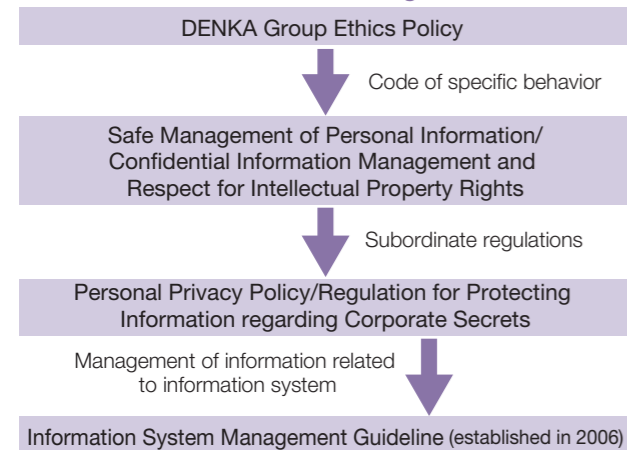 DENKA Group Ethics Policy
Code of specific behavior
Safe Management of Personal Information/
Confidential Information Management and
Respect for Intellectual Property Rights
Subordinate regulations
Personal Privacy Policy/Regulation for Protecting
Information regarding Corporate Secrets
Management of information related
to information system
Information System Management Guideline (established in 2006)